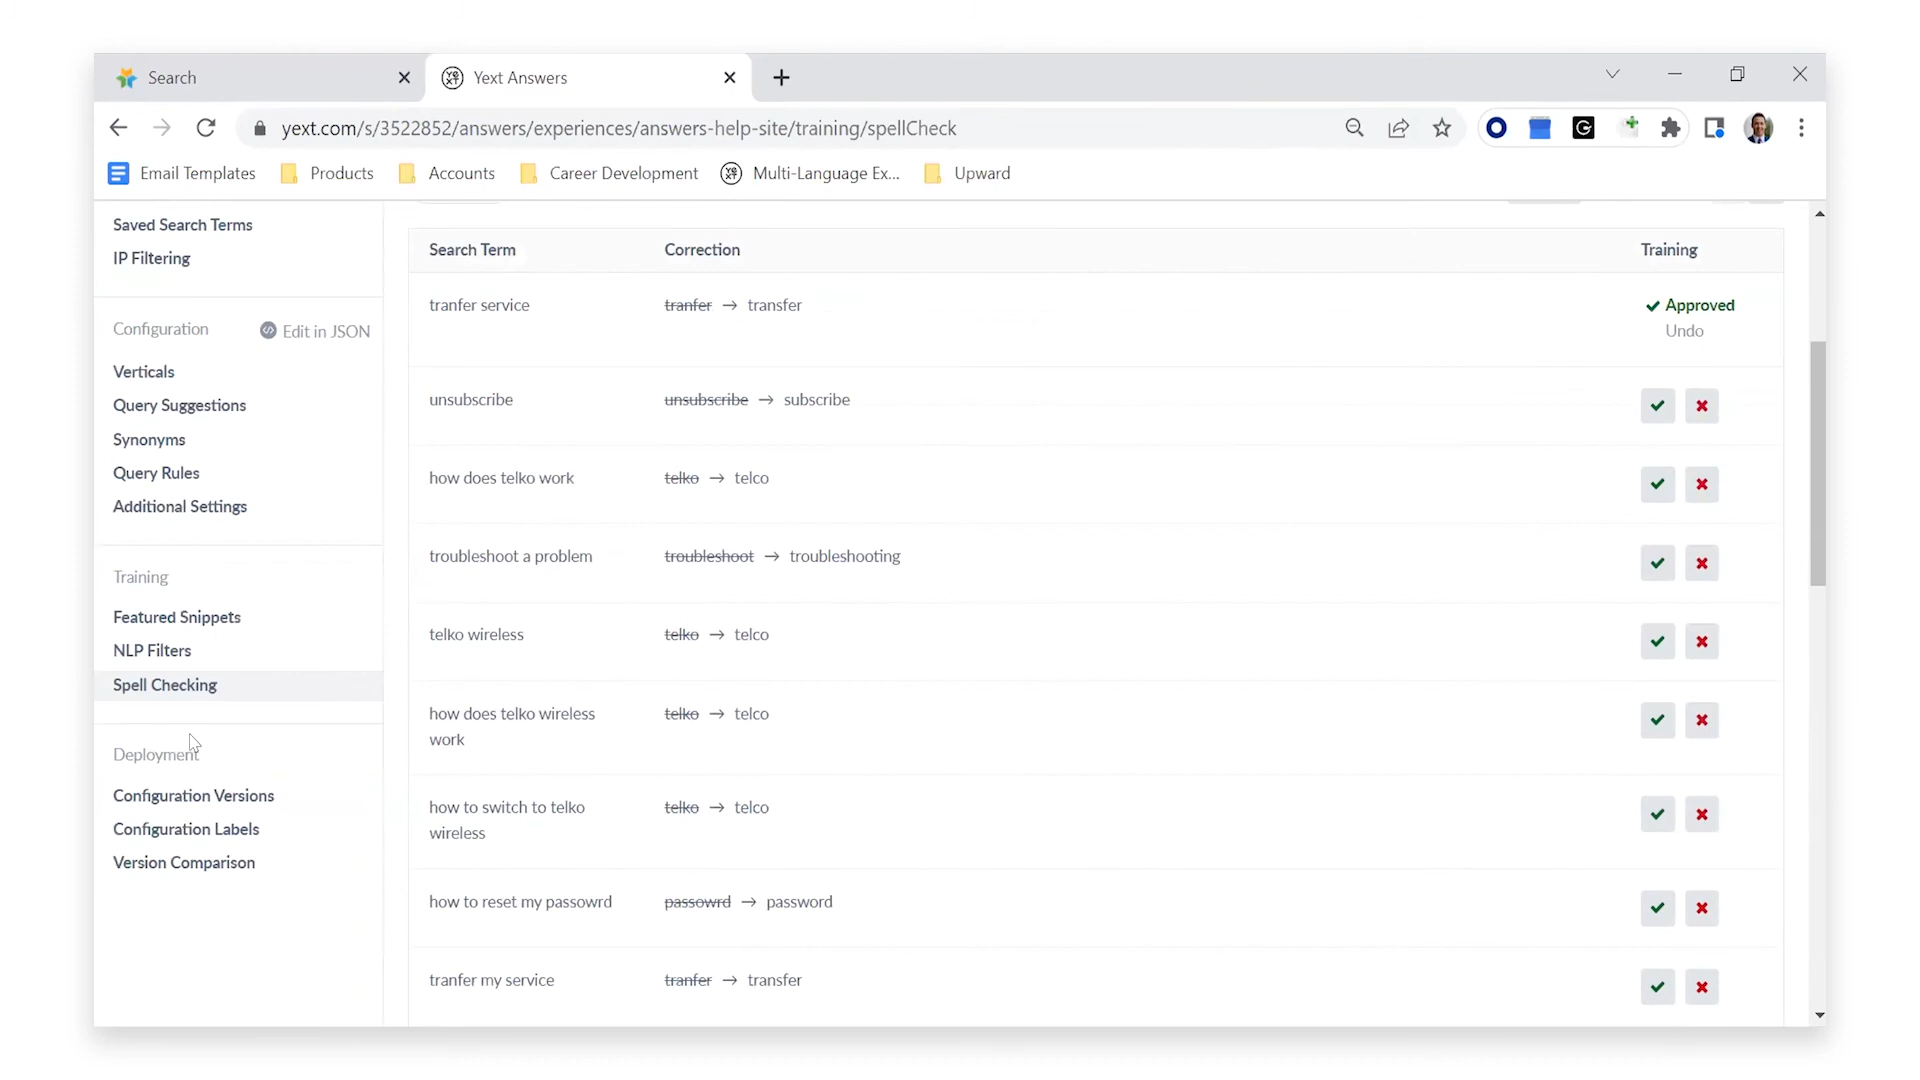 Search
Yext Answers
yext.com/s/3522852/answers/experiences/answers-help-site/training/spellCheck
Email Templates
Products
Accounts
Career Development
Multi-Language Ex...
Upward
Saved Search Terms
IP Filtering
Configuration
Edit in JSON
Verticals
Query Suggestions
Synonyms
Query Rules
Additional Settings
Training
Featured Snippets
NLP Filters
Spell Checking
Deployment
Configuration Versions
Configuration Labels
Version Comparison
Search Term Correction Training
tranfer service tranfer → transfer Approved
Undo
unsubscribe unsubscribe → subscribe
how does telko work telko → telco
troubleshoot a problem troubleshoot → troubleshooting
telko wireless telko → telco
how does telko wireless telko → telco
work
how to switch to telko telko → telco
wireless
how to reset my passowrd passowrd → password
tranfer my service tranfer → transfer